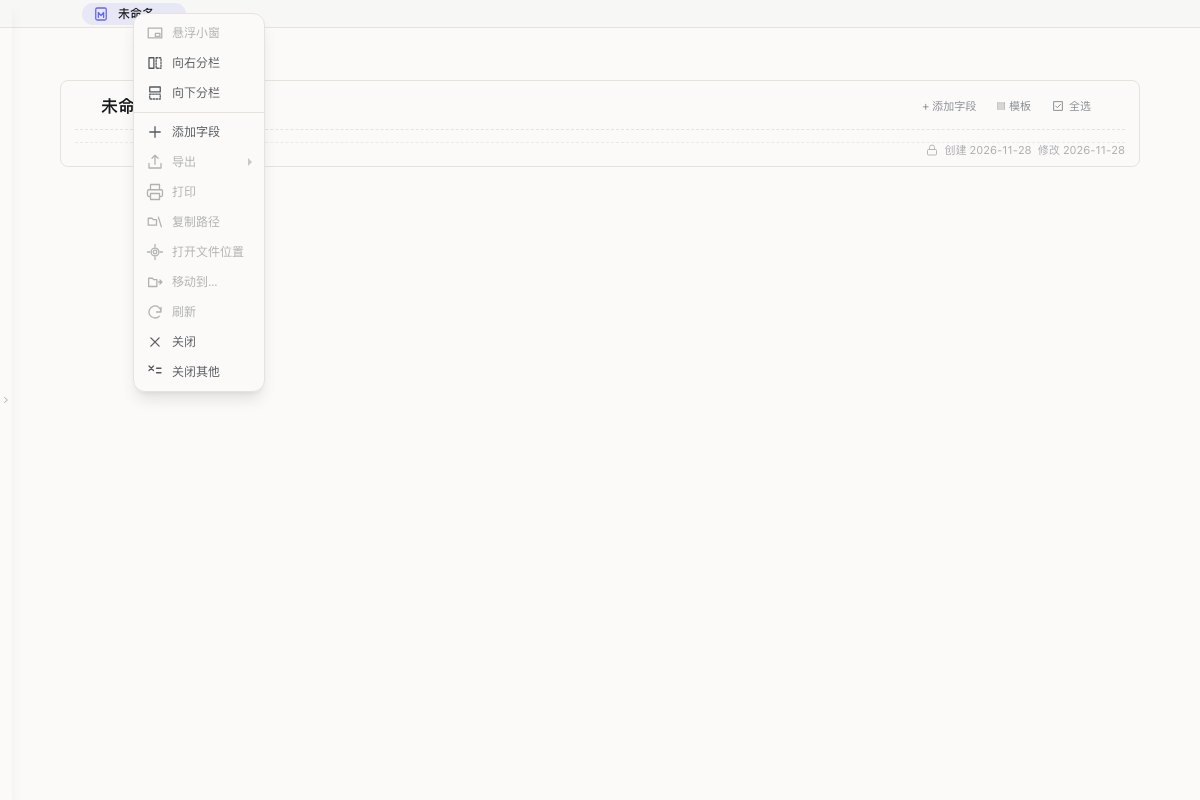 未命名
悬浮小窗
向右分栏
向下分栏
未命
+ 添加字段 模板 全选
添加字段
导出
创建 2026-11-28 修改 2026-11-28
打印
复制路径
打开文件位置
移动到...
刷新
关闭
关闭其他